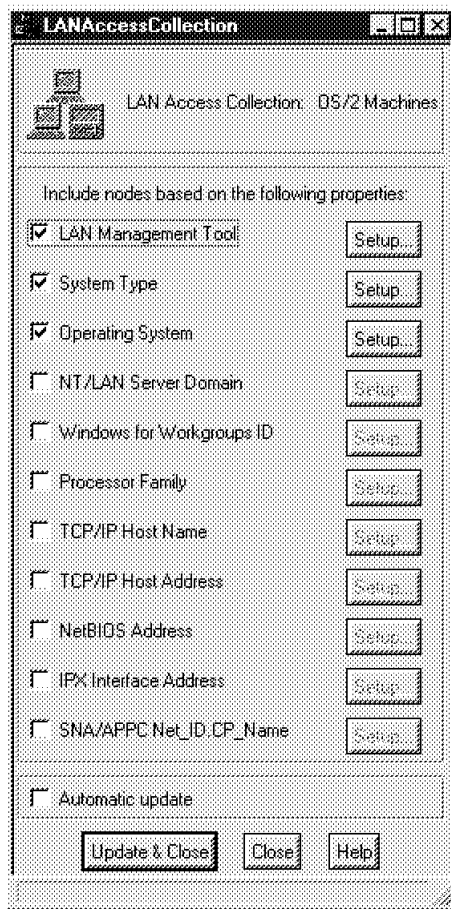 LANAccessCollection
LAN Access Collection: OS/2 Machines
Include nodes based on the following properties:
LAN Management Tool Setup...
System Type Setup...
Operating System Setup...
NT/LAN Server Domain Setup...
Windows for Workgroups ID Setup...
Processor Family Setup...
TCP/IP Host Name Setup...
TCP/IP Host Address Setup...
NetBIOS Address Setup...
IPX Interface Address Setup...
SNA/APPC Net_ID.CP_Name Setup...
Automatic update
Update & Close Close Help